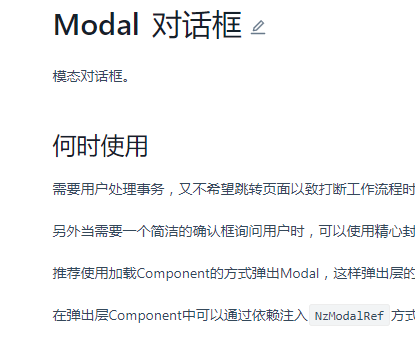 Modal 对话框
模态对话框。
何时使用
需要用户处理事务，又不希望跳转页面以致打断工作流程时
另外当需要一个简洁的确认框询问用户时，可以使用精心封
推荐使用加载Component的方式弹出Modal，这样弹出层的
在弹出层Component中可以通过依赖注入 NzModalRef 方式